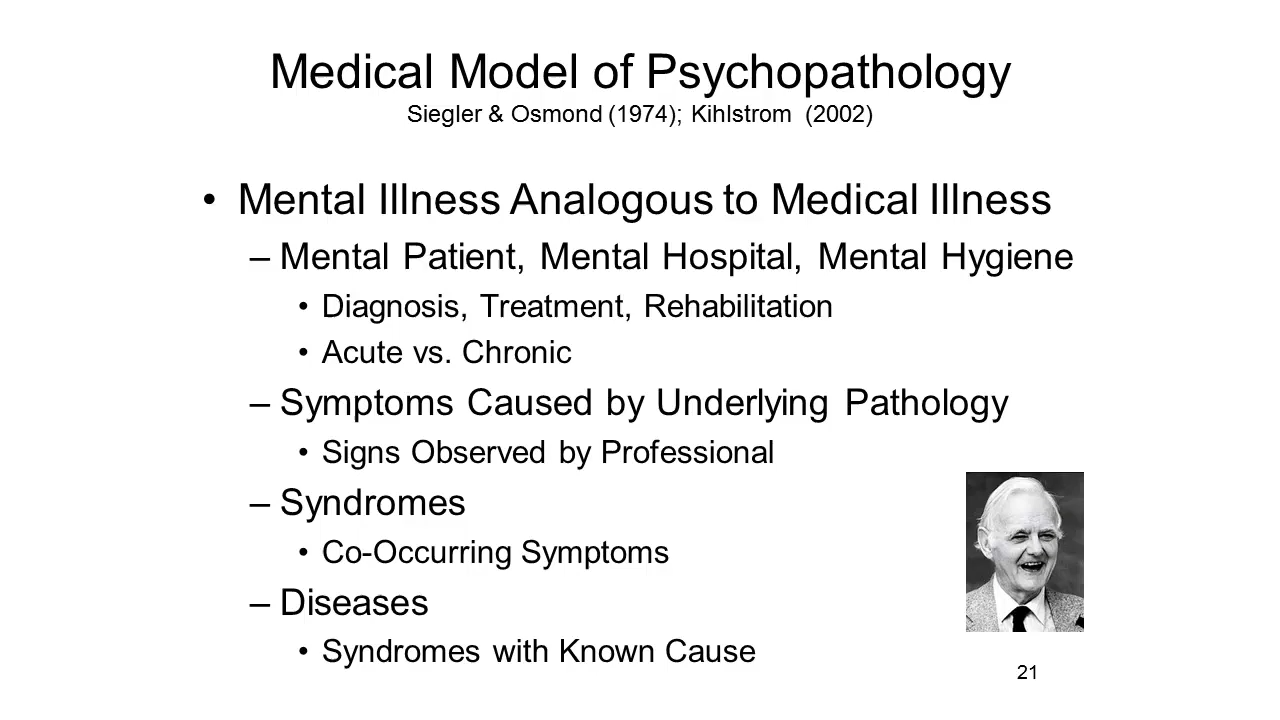 Medical Model of Psychopathology
Siegler & Osmond (1974); Kihlstrom (2002)
• Mental Illness Analogous to Medical Illness
– Mental Patient, Mental Hospital, Mental Hygiene
• Diagnosis, Treatment, Rehabilitation
• Acute vs. Chronic
– Symptoms Caused by Underlying Pathology
• Signs Observed by Professional
– Syndromes
• Co-Occurring Symptoms
– Diseases
• Syndromes with Known Cause
21